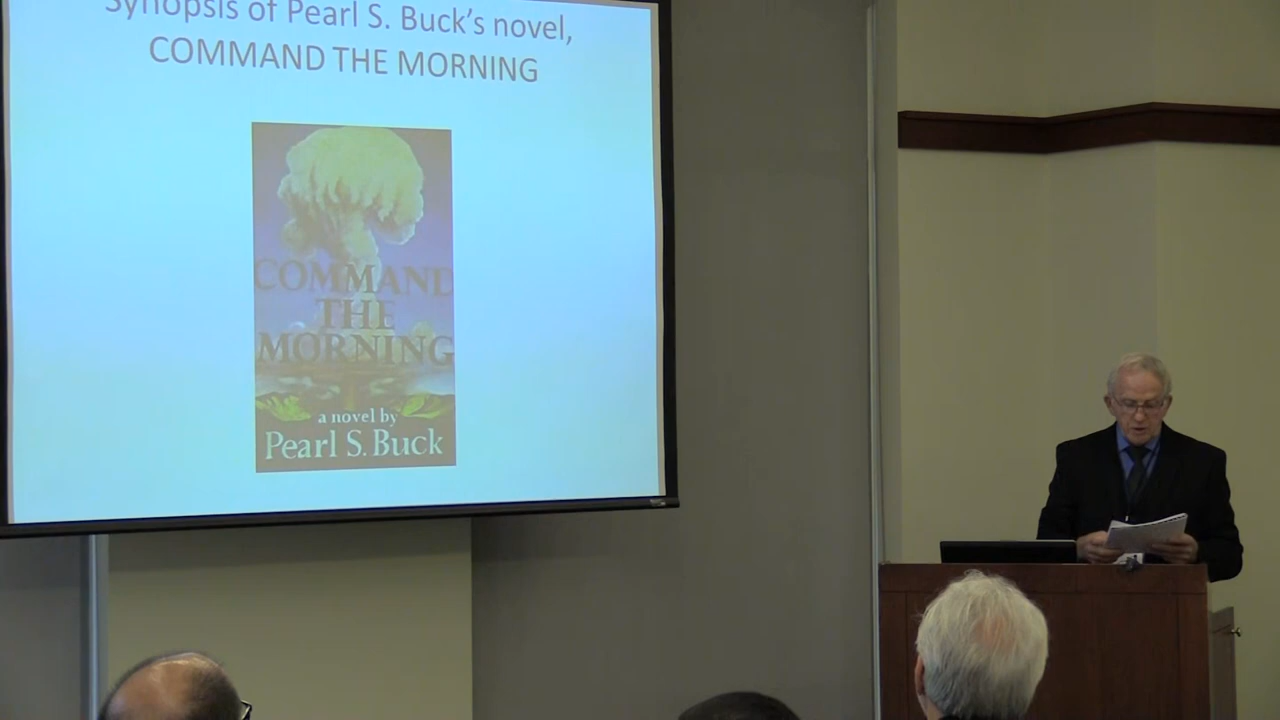 Synopsis of Pearl S. Buck's novel,
COMMAND THE MORNING
COMMAND
THE
MORNING
a novel by
Pearl S. Buck